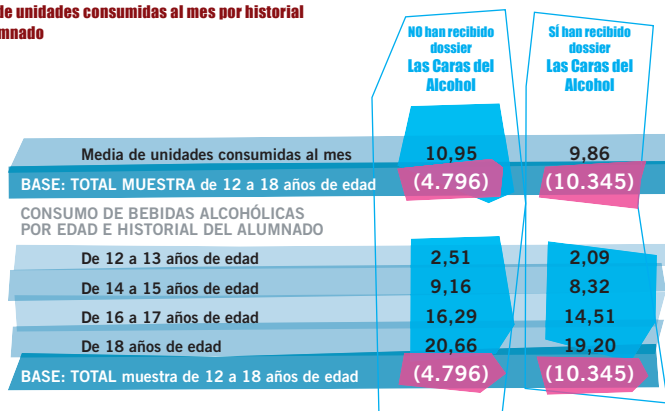 de unidades consumidas al mes por historial
mnado
NO han recibido
dossier
Las Caras del
Alcohol
SÍ han recibido
dossier
Las Caras del
Alcohol
Media de unidades consumidas al mes 10,95 9,86
BASE: TOTAL MUESTRA de 12 a 18 años de edad (4.796) (10.345)
CONSUMO DE BEBIDAS ALCOHÓLICAS
POR EDAD E HISTORIAL DEL ALUMNADO
De 12 a 13 años de edad 2,51 2,09
De 14 a 15 años de edad 9,16 8,32
De 16 a 17 años de edad 16,29 14,51
De 18 años de edad 20,66 19,20
BASE: TOTAL muestra de 12 a 18 años de edad (4.796) (10.345)